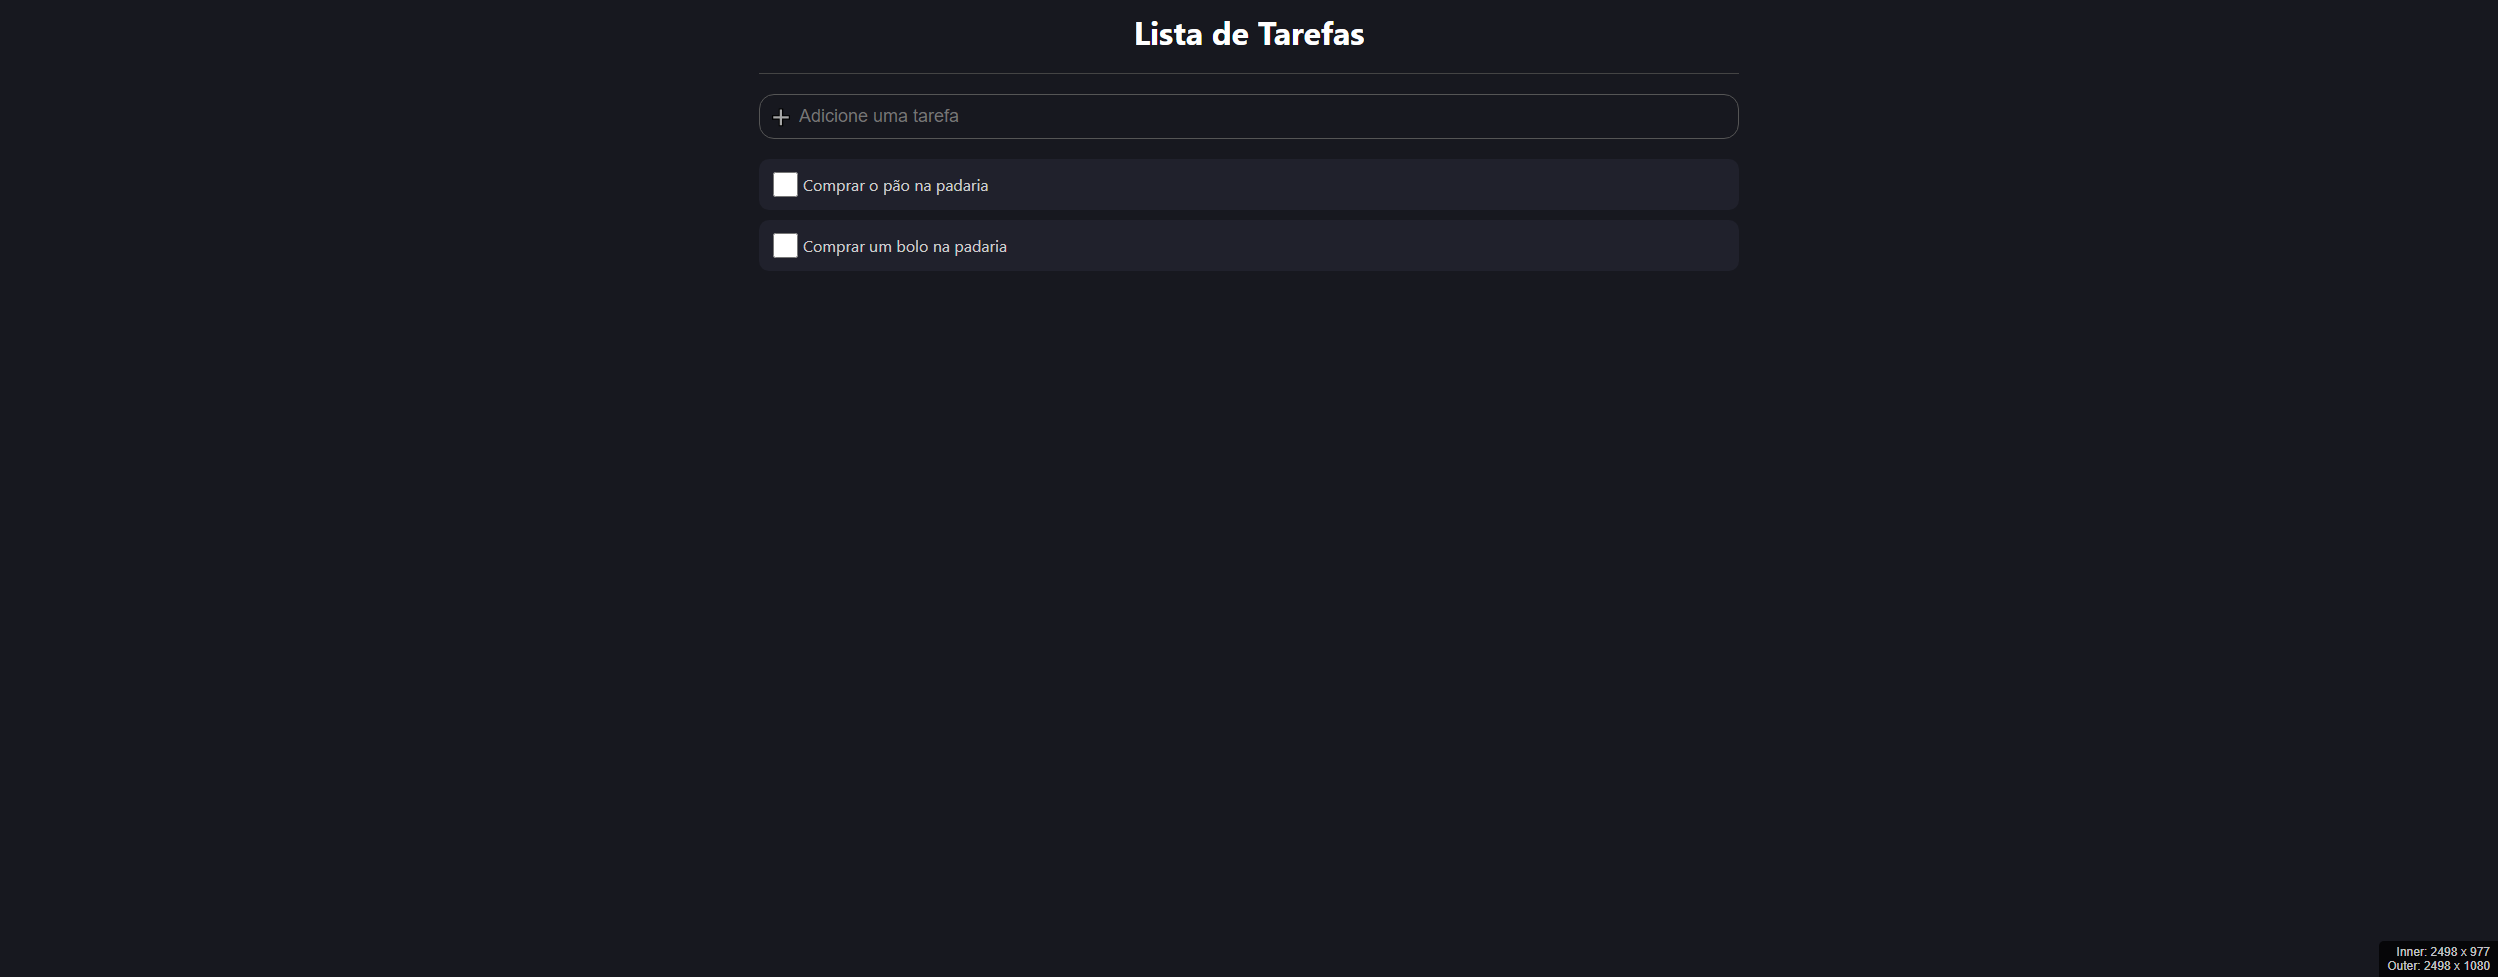 Lista de Tarefas
Adicione uma tarefa
Comprar o pão na padaria
Comprar um bolo na padaria
Inner: 2498 x 977
Outer: 2498 x 1080